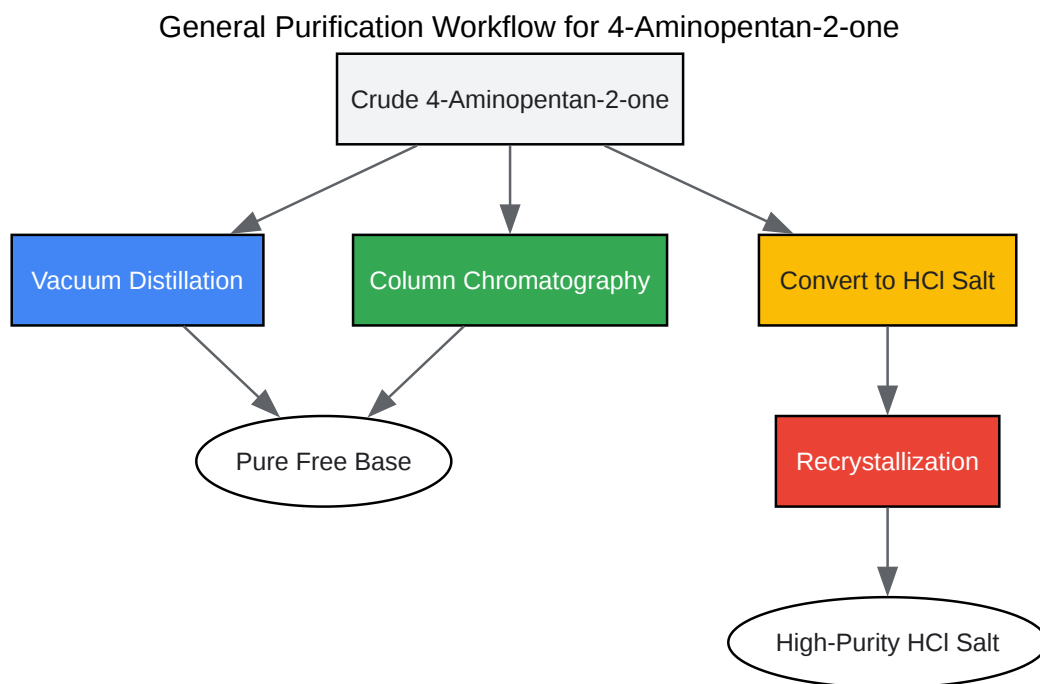 General Purification Workflow for 4-Aminopentan-2-one
Crude 4-Aminopentan-2-one
Vacuum Distillation
Column Chromatography
Convert to HCl Salt
Pure Free Base
Recrystallization
High-Purity HCl Salt